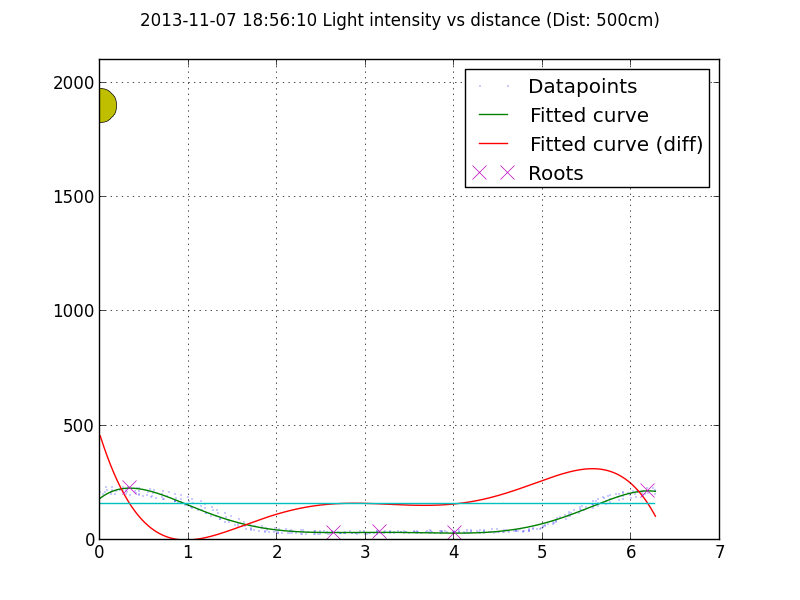 2013-11-07 18:56:10 Light intensity vs distance (Dist: 500cm)
2000
1500
1000
500
0
Datapoints
Fitted curve
Fitted curve (diff)
Roots
0 1 2 3 4 5 6 7